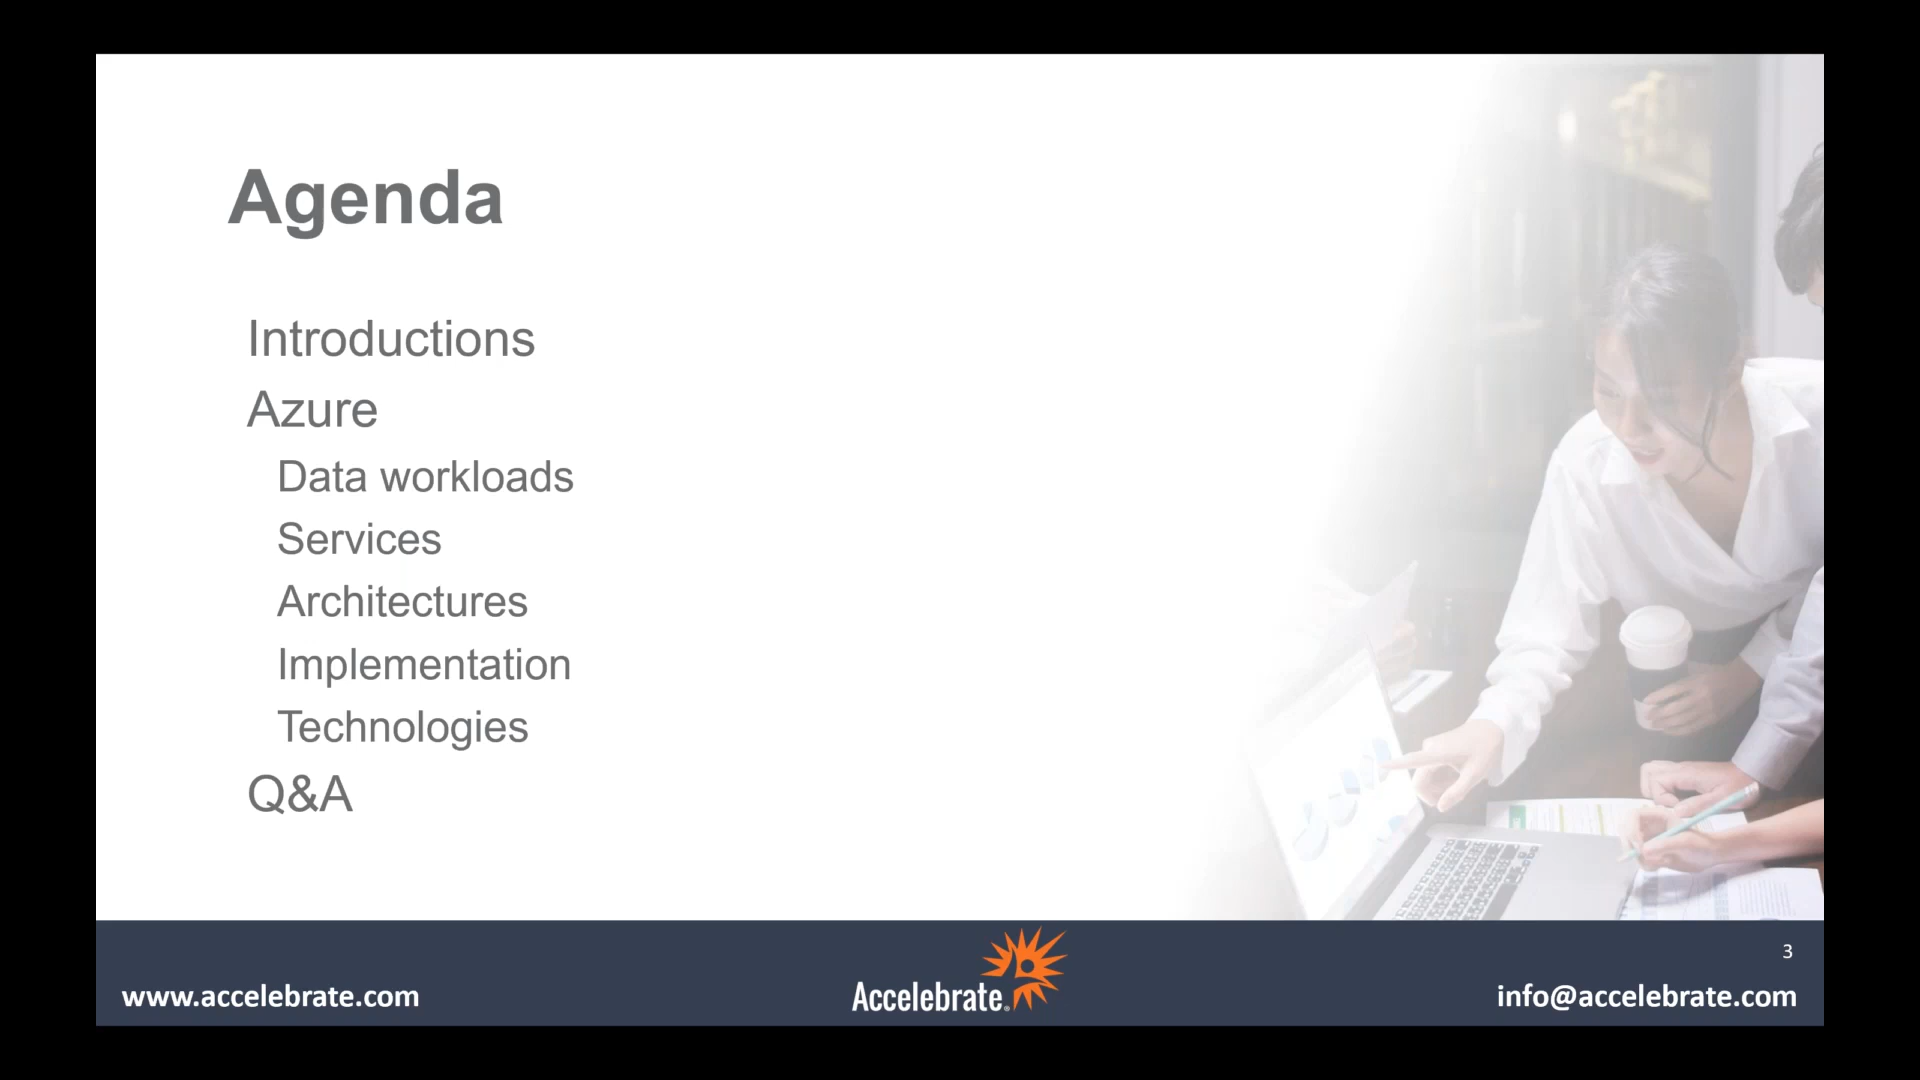 Agenda
Introductions
Azure
Data workloads
Services
Architectures
Implementation
Technologies
Q&A
3
www.accelebrate.com
Accelebrate®
info@accelebrate.com